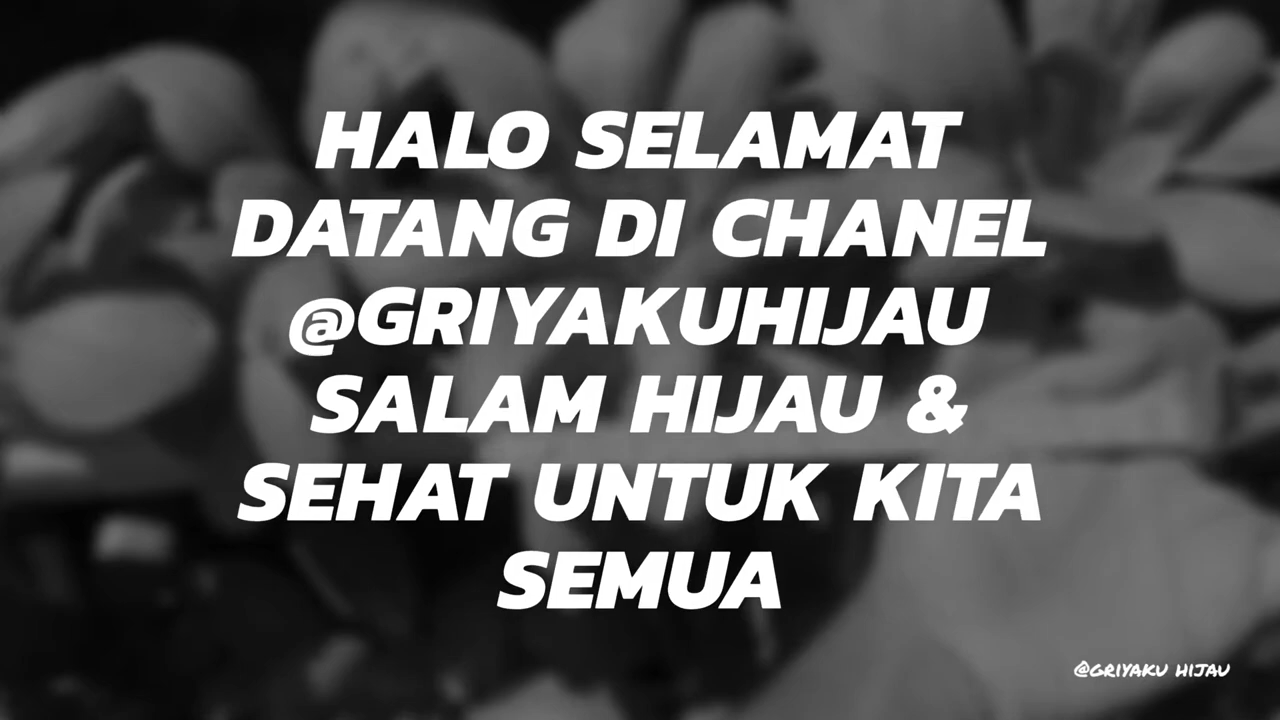 HALO SELAMAT
DATANG DI CHANEL
@GRIYAKUHIJAU
SALAM HIJAU &
SEHAT UNTUK KITA
SEMUA
@GRIYAKU HIJAU